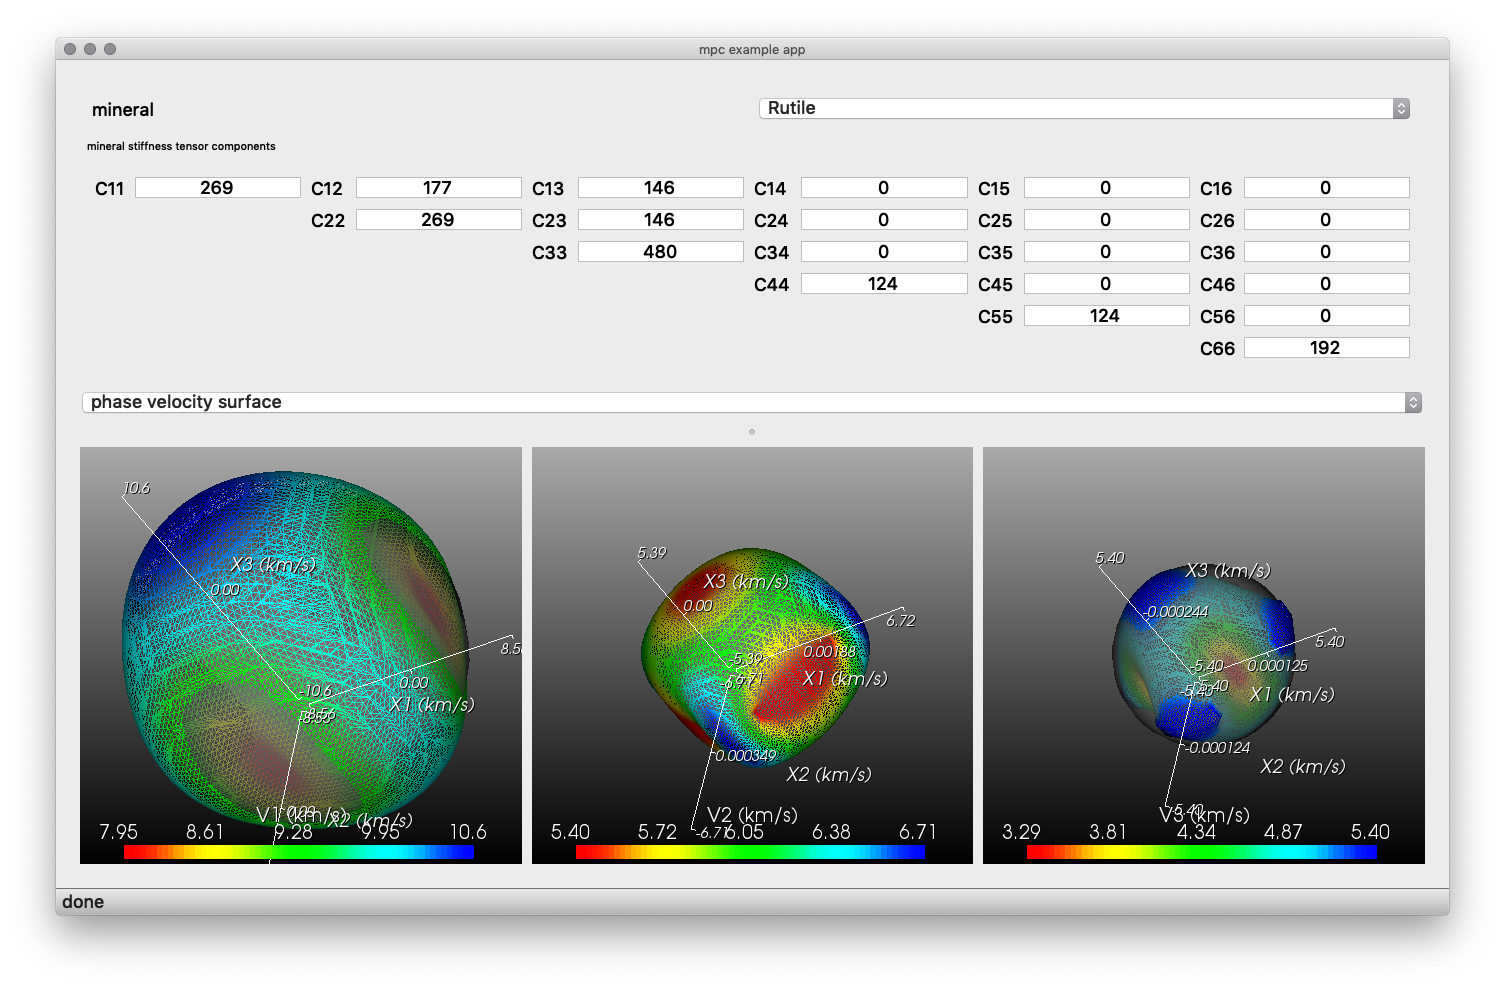 mpc example app
mineral Rutile
mineral stiffness tensor components
C11 269 C12 177 C13 146 C14 0 C15 0 C16 0
C22 269 C23 146 C24 0 C25 0 C26 0
C33 480 C34 0 C35 0 C36 0
C44 124 C45 0 C46 0
C55 124 C56 0
C66 192
phase velocity surface
10.6
X3 (km/s)
0.00
8.5
0.00
-10.6
X1 (km/s)
-8.56
V1 (km/s)
X2 (km/s)
7.95 8.61 9.28 9.95 10.6
5.39
X3 (km/s)
0.00
6.72
0.00188
-5.39
X1 (km/s)
-0.000349
X2 (km/s)
V2 (km/s)
-6.71
5.40 5.72 6.05 6.38 6.71
5.40
X3 (km/s)
-0.000244
5.40
0.000125
-5.40
-5.40
-5.40
X1 (km/s)
-0.000124
X2 (km/s)
-5.40
V3 (km/s)
3.29 3.81 4.34 4.87 5.40
done